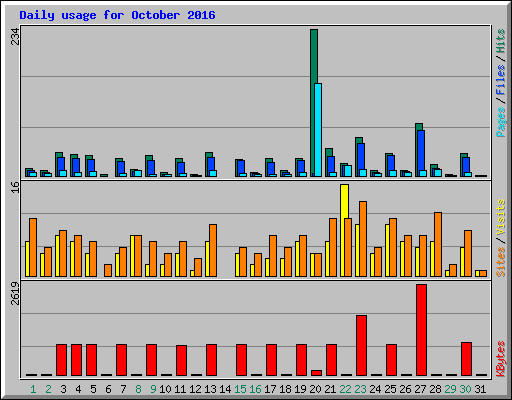 Daily usage for October 2016
234
Pages / Files / Hits
16
Sites / Visits
2619
KBytes
1 2 3 4 5 6 7 8 9 10 11 12 13 14 15 16 17 18 19 20 21 22 23 24 25 26 27 28 29 30 31